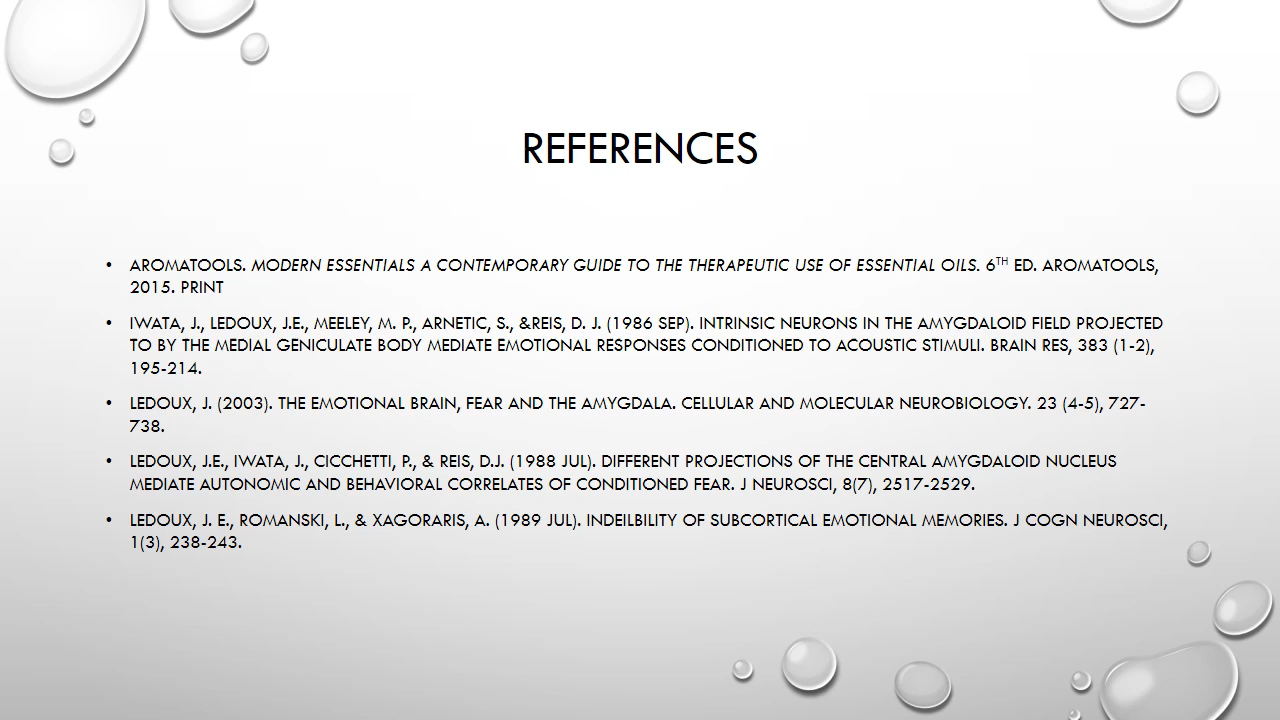 REFERENCES
• AROMATOOLS. MODERN ESSENTIALS A CONTEMPORARY GUIDE TO THE THERAPEUTIC USE OF ESSENTIAL OILS. 6TH ED. AROMATOOLS,
2015. PRINT
• IWATA, J., LEDOUX, J.E., MEELEY, M. P., ARNETIC, S., &REIS, D. J. (1986 SEP). INTRINSIC NEURONS IN THE AMYGDALOID FIELD PROJECTED
TO BY THE MEDIAL GENICULATE BODY MEDIATE EMOTIONAL RESPONSES CONDITIONED TO ACOUSTIC STIMULI. BRAIN RES, 383 (1-2),
195-214.
• LEDOUX, J. (2003). THE EMOTIONAL BRAIN, FEAR AND THE AMYGDALA. CELLULAR AND MOLECULAR NEUROBIOLOGY. 23 (4-5), 727-
738.
• LEDOUX, J.E., IWATA, J., CICCHETTI, P., & REIS, D.J. (1988 JUL). DIFFERENT PROJECTIONS OF THE CENTRAL AMYGDALOID NUCLEUS
MEDIATE AUTONOMIC AND BEHAVIORAL CORRELATES OF CONDITIONED FEAR. J NEUROSCI, 8(7), 2517-2529.
• LEDOUX, J. E., ROMANSKI, L., & XAGORARIS, A. (1989 JUL). INDEILBILITY OF SUBCORTICAL EMOTIONAL MEMORIES. J COGN NEUROSCI,
1(3), 238-243.